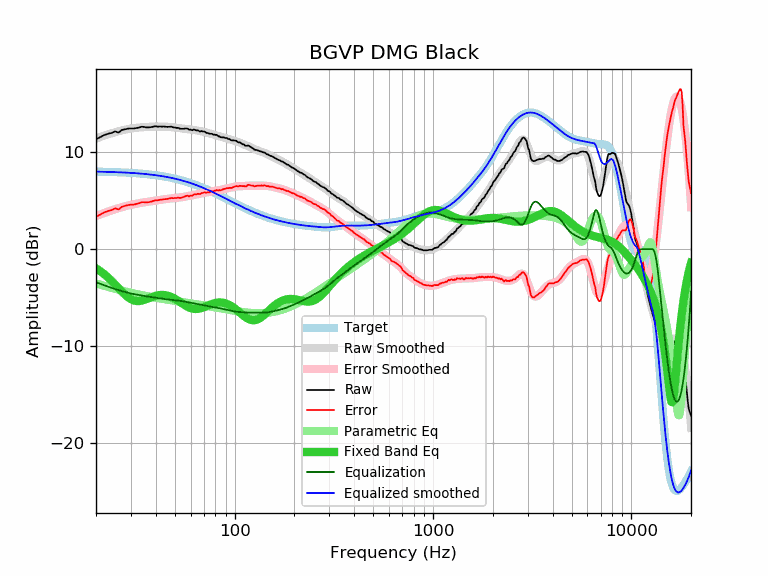 BGVP DMG Black
Amplitude (dBr)
10
0
−10
−20
Target
Raw Smoothed
Error Smoothed
Raw
Error
Parametric Eq
Fixed Band Eq
Equalization
Equalized smoothed
100 1000 10000
Frequency (Hz)